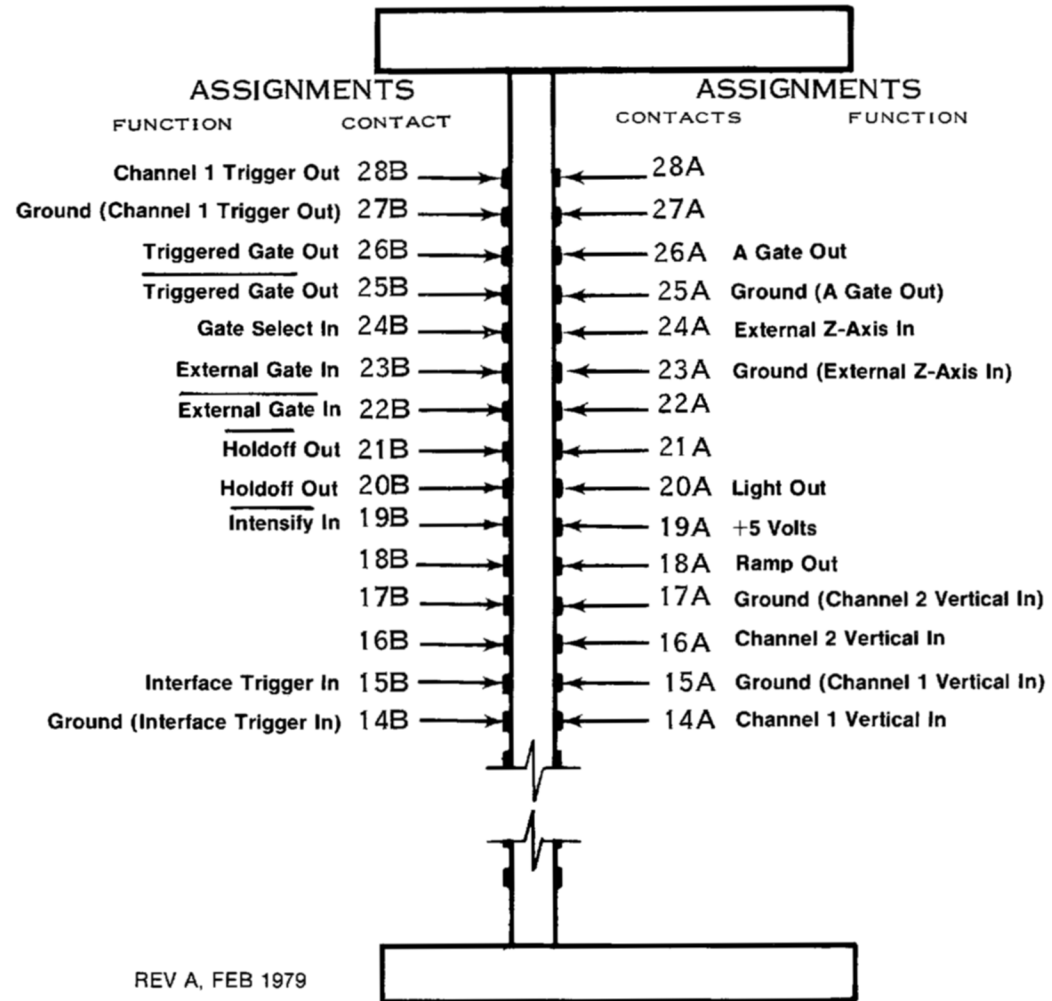 ASSIGNMENTS ASSIGNMENTS
FUNCTION CONTACT CONTACTS FUNCTION
Channel 1 Trigger Out 28B 28A
Ground (Channel 1 Trigger Out) 27B 27A
Triggered Gate Out 26B 26A A Gate Out
Triggered Gate Out 25B 25A Ground (A Gate Out)
Gate Select In 24B 24A External Z-Axis In
External Gate In 23B 23A Ground (External Z-Axis In)
External Gate In 22B 22A
Holdoff Out 21B 21A
Holdoff Out 20B 20A Light Out
Intensify In 19B 19A +5 Volts
18B 18A Ramp Out
17B 17A Ground (Channel 2 Vertical In)
16B 16A Channel 2 Vertical In
Interface Trigger In 15B 15A Ground (Channel 1 Vertical In)
Ground (Interface Trigger In) 14B 14A Channel 1 Vertical In
REV A, FEB 1979